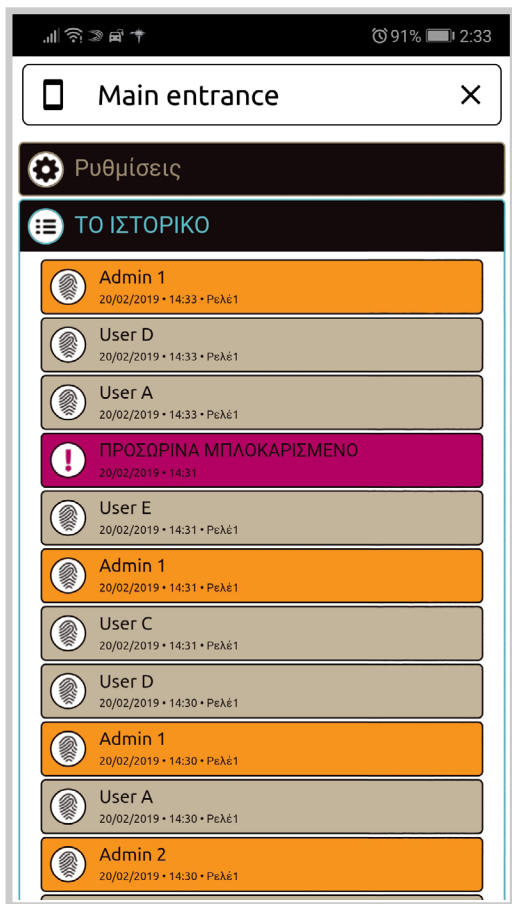 91% 2:33
Main entrance
Ρυθμίσεις
ΤΟ ΙΣΤΟΡΙΚΟ
Admin 1
20/02/2019 • 14:33 • Ρελέ1
User D
20/02/2019 • 14:33 • Ρελέ1
User A
20/02/2019 • 14:33 • Ρελέ1
ΠΡΟΣΩΡΙΝΑ ΜΠΛΟΚΑΡΙΣΜΕΝΟ
20/02/2019 • 14:31
User E
20/02/2019 • 14:31 • Ρελέ1
Admin 1
20/02/2019 • 14:31 • Ρελέ1
User C
20/02/2019 • 14:31 • Ρελέ1
User D
20/02/2019 • 14:30 • Ρελέ1
Admin 1
20/02/2019 • 14:30 • Ρελέ1
User A
20/02/2019 • 14:30 • Ρελέ1
Admin 2
20/02/2019 • 14:30 • Ρελέ1